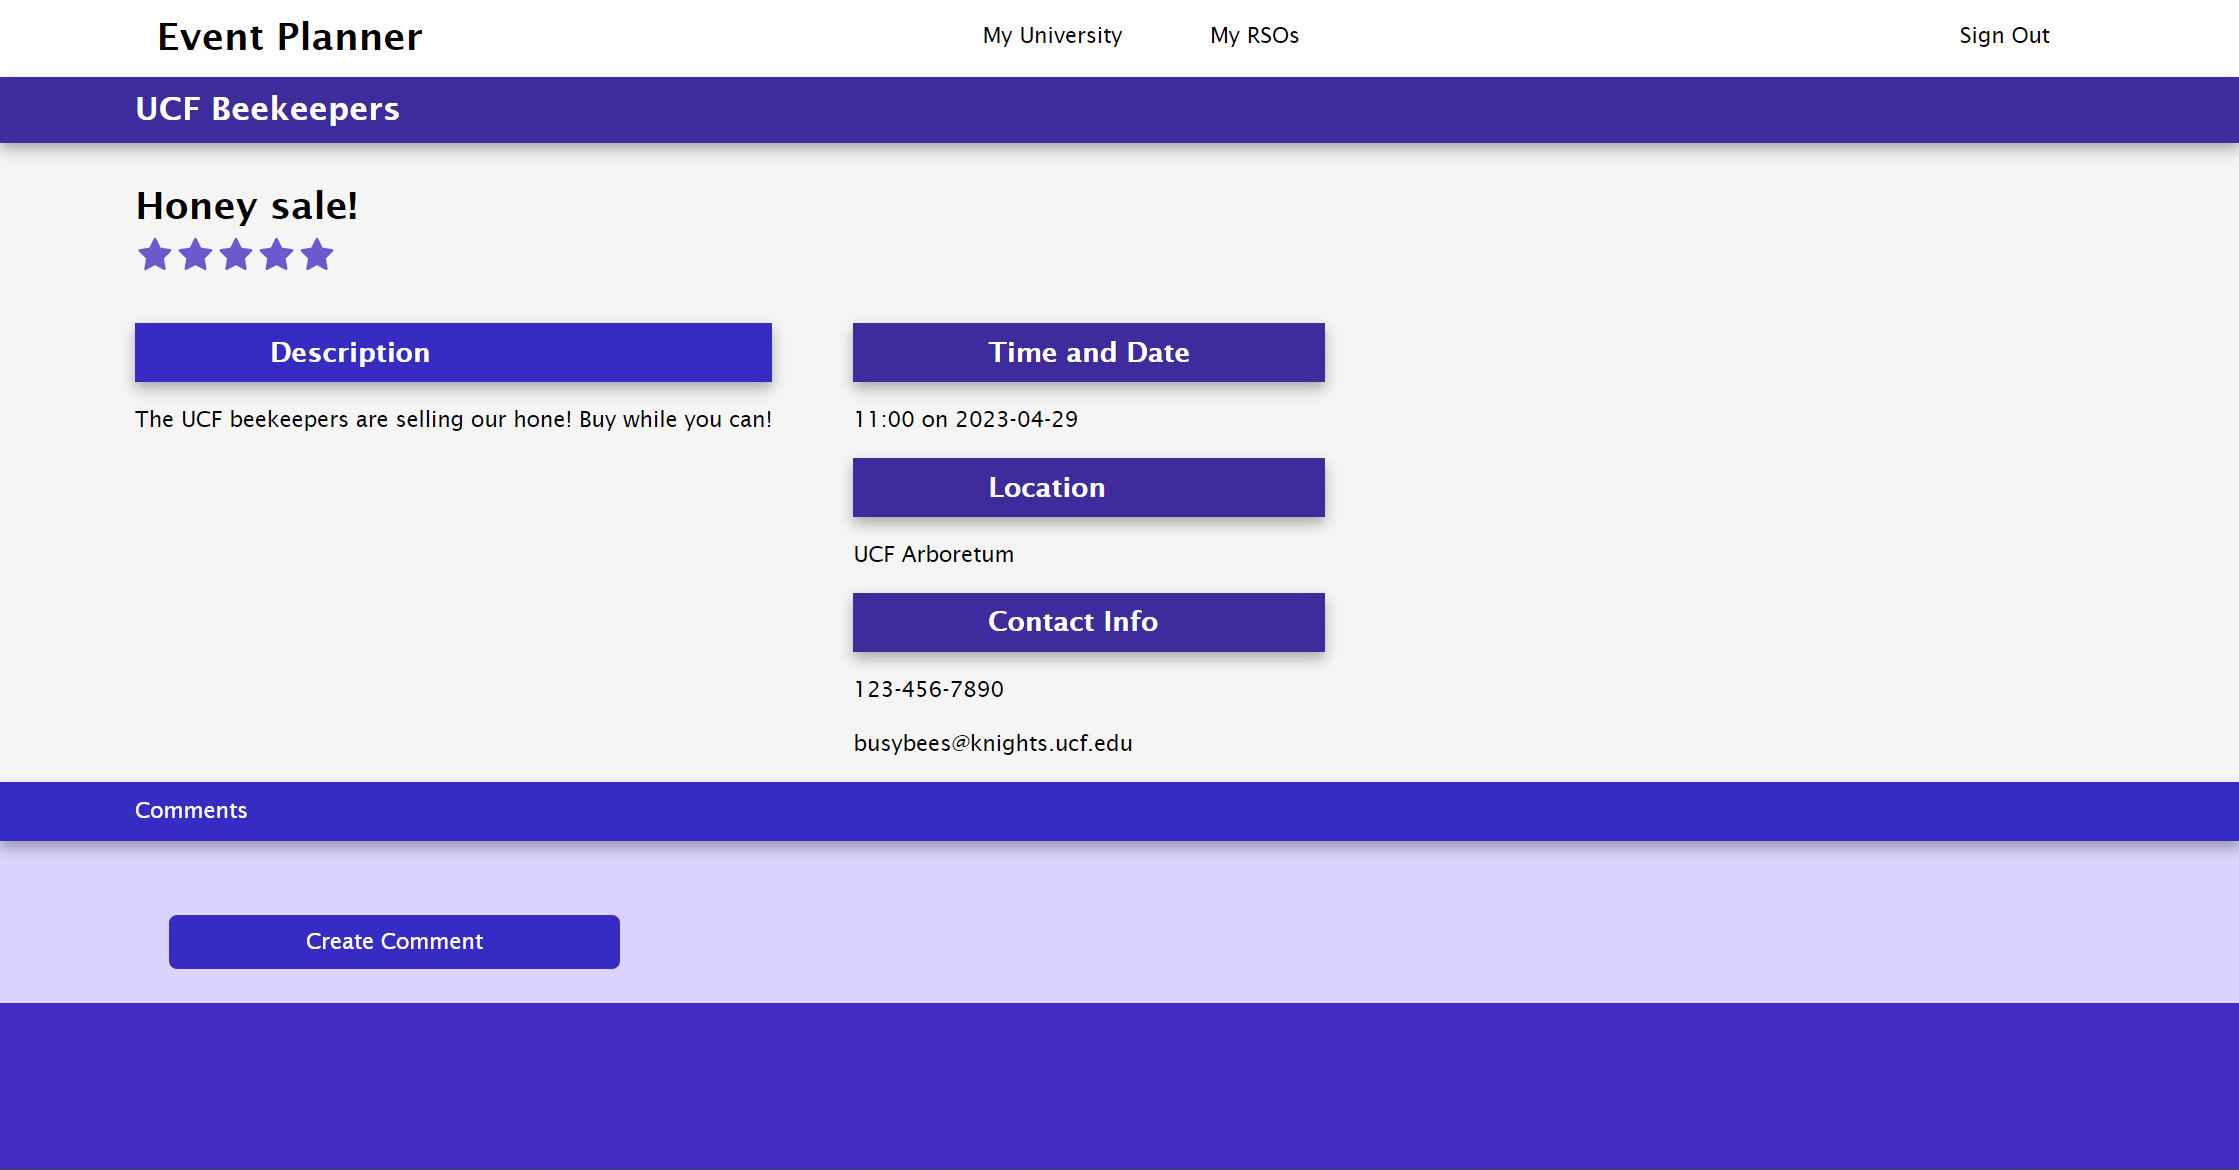 Event Planner
My University
My RSOs
Sign Out
UCF Beekeepers
Honey sale!
Description
The UCF beekeepers are selling our hone! Buy while you can!
Time and Date
11:00 on 2023-04-29
Location
UCF Arboretum
Contact Info
123-456-7890
busybees@knights.ucf.edu
Comments
Create Comment